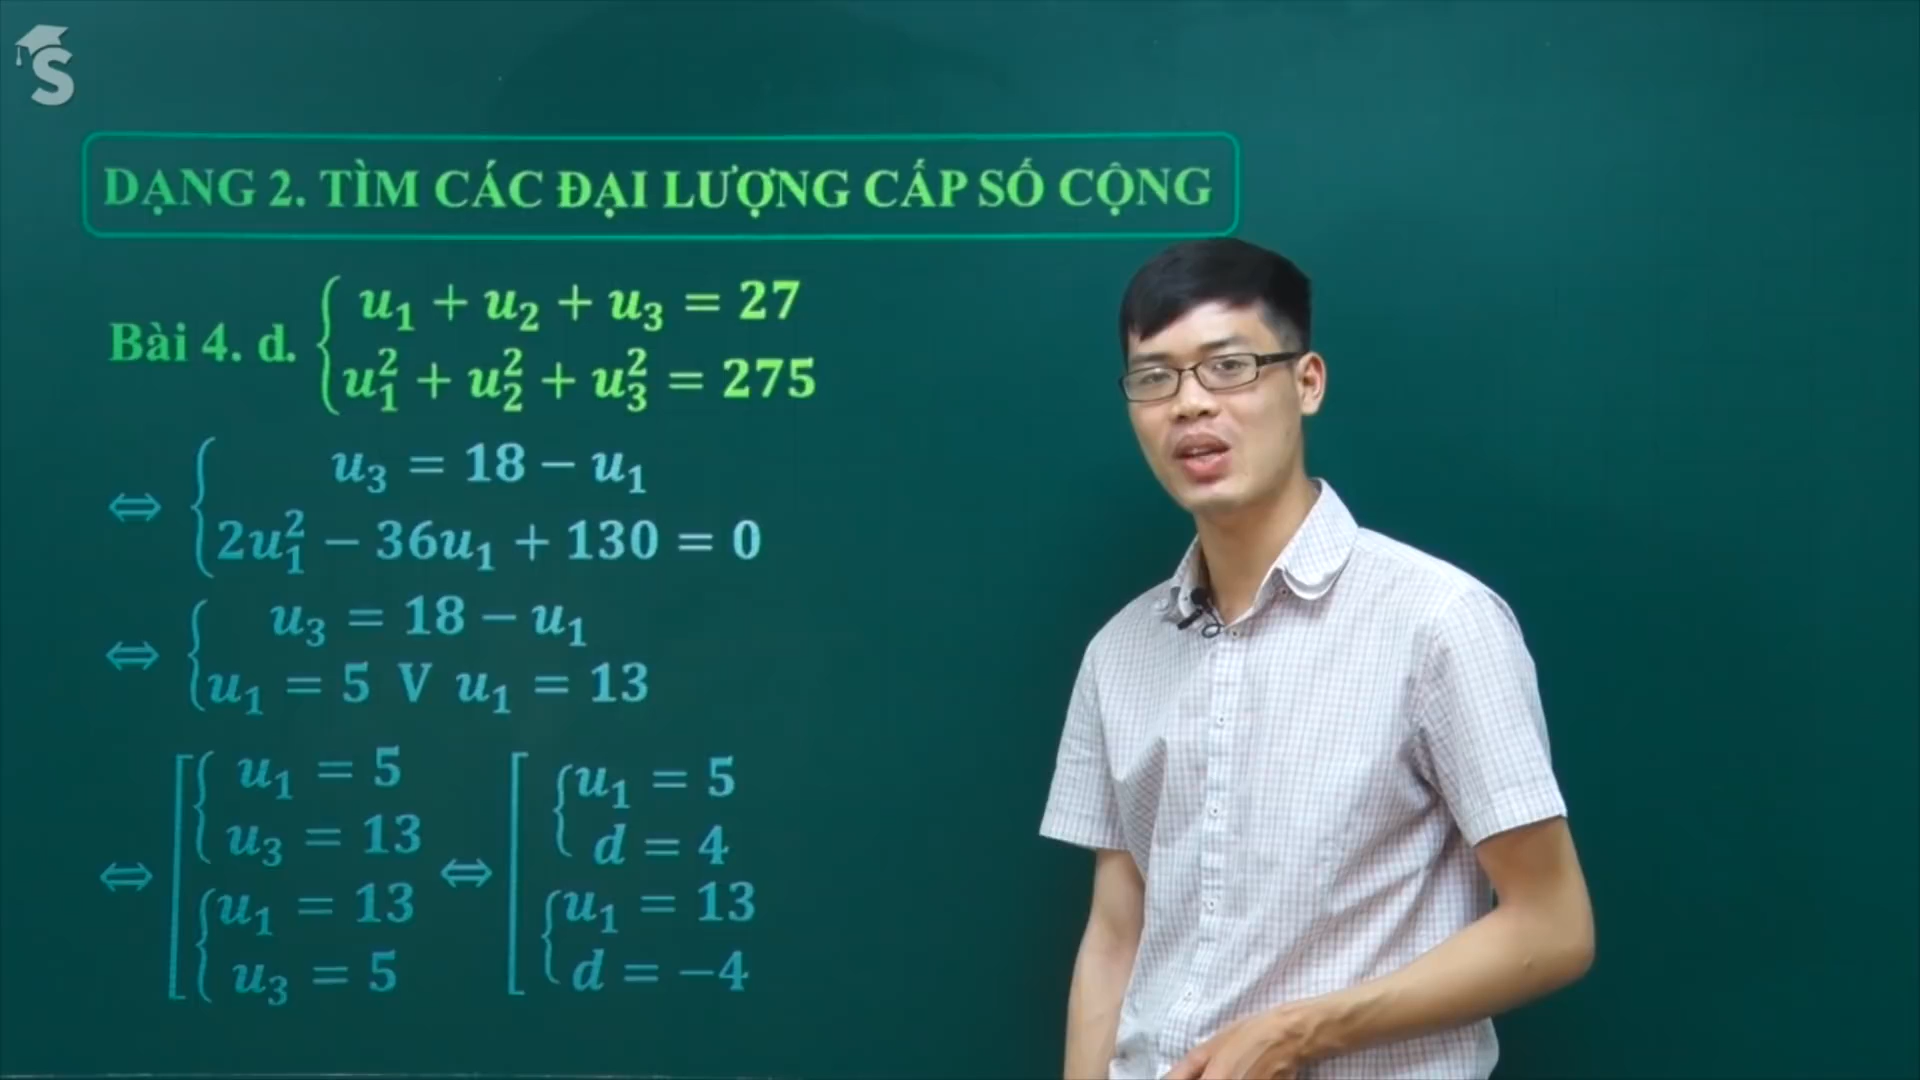 S
DẠNG 2. TÌM CÁC ĐẠI LƯỢNG CẤP SỐ CỘNG
Bài 4. d. { u₁ + u₂ + u₃ = 27
u₁² + u₂² + u₃² = 275
⇔ { u₃ = 18 − u₁
2u₁² − 36u₁ + 130 = 0
⇔ { u₃ = 18 − u₁
u₁ = 5 V u₁ = 13
⇔ [ { u₁ = 5
u₃ = 13
{ u₁ = 13
u₃ = 5
⇔ [ { u₁ = 5
d = 4
{ u₁ = 13
d = −4